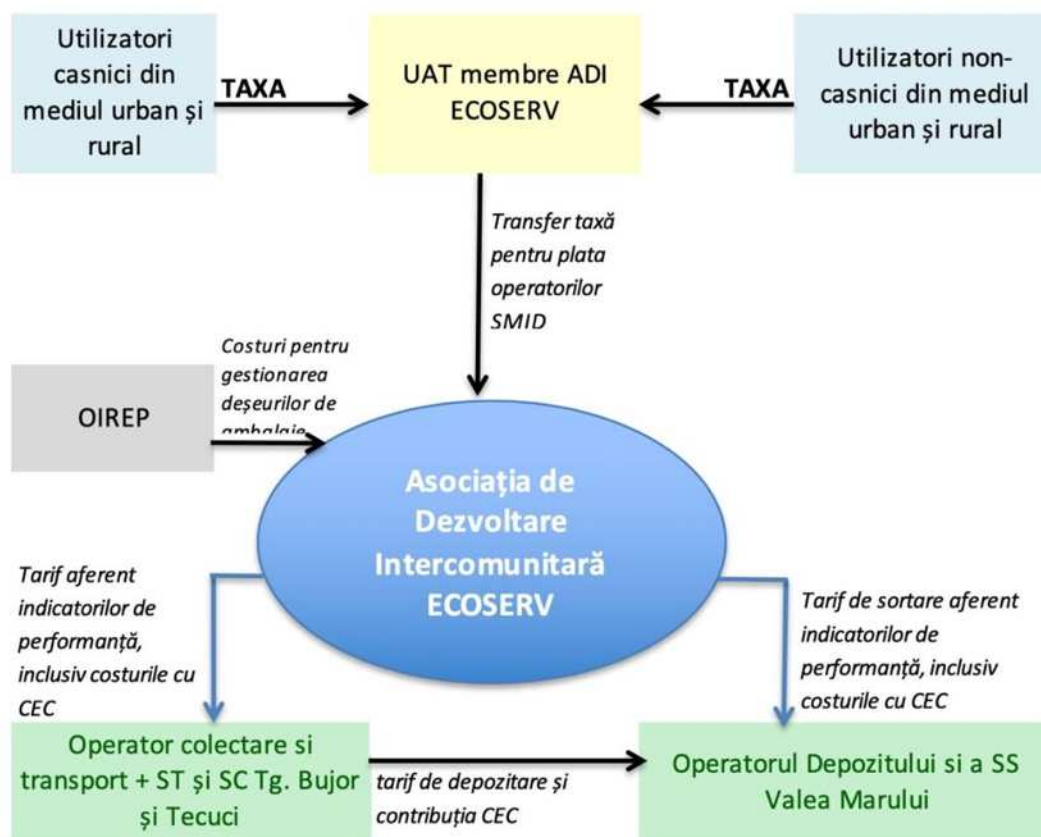 Utilizatori
casnici din
mediul urban și
rural
TAXA
UAT membre ADI
ECOSERV
TAXA
Utilizatori non-
casnici din mediul
urban și rural
Transfer taxă
pentru plata
operatorilor
SMID
Costuri pentru
gestionarea
deșeurilor de
ambalaje
OIREP
Asociația de
Dezvoltare
Intercomunitară
ECOSERV
Tarif aferent
indicatorilor de
performanță,
inclusiv costurile cu
CEC
Tarif de sortare aferent
indicatorilor de
performanță, inclusiv
costurile cu CEC
Operator colectare si
transport + ST și SC Tg. Bujor
și Tecuci
tarif de depozitare și
contribuția CEC
Operatorul Depozitului si a SS
Valea Marului